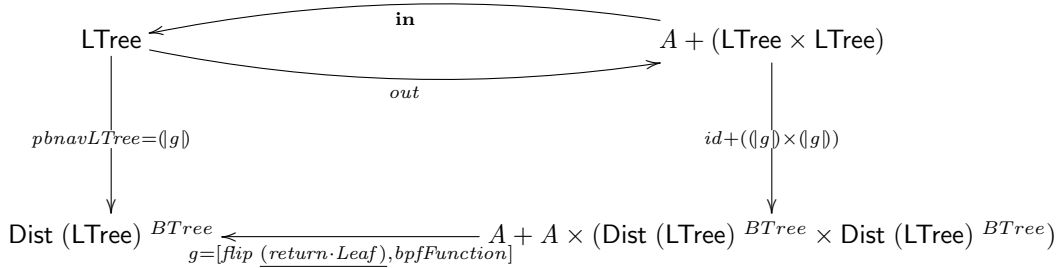 in
LTree
A + (LTree × LTree)
out
pbnavLTree=⦇g⦈
id+(⦇g⦈×⦇g⦈)
Dist (LTree) ^BTree
A + A × (Dist (LTree) ^BTree × Dist (LTree) ^BTree)
g=[flip (return·Leaf),bpfFunction]